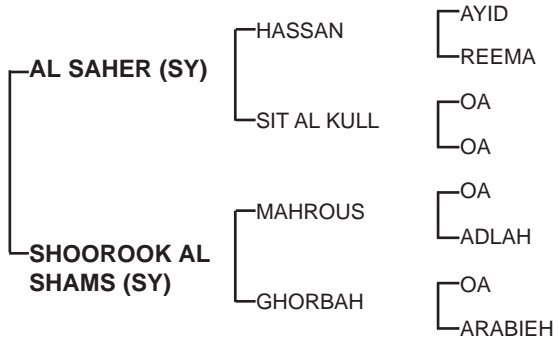 AYID
HASSAN
REEMA
AL SAHER (SY)
OA
SIT AL KULL
OA
OA
MAHROUS
ADLAH
SHOOROOK AL
SHAMS (SY)
OA
GHORBAH
ARABIEH